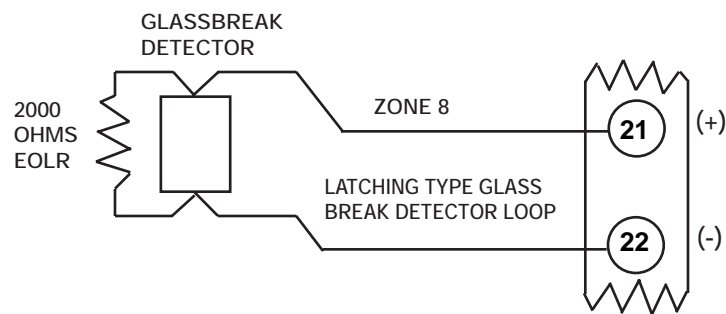 GLASSBREAK
DETECTOR
2000
OHMS
EOLR
ZONE 8
21
(+)
LATCHING TYPE GLASS
BREAK DETECTOR LOOP
22
(-)